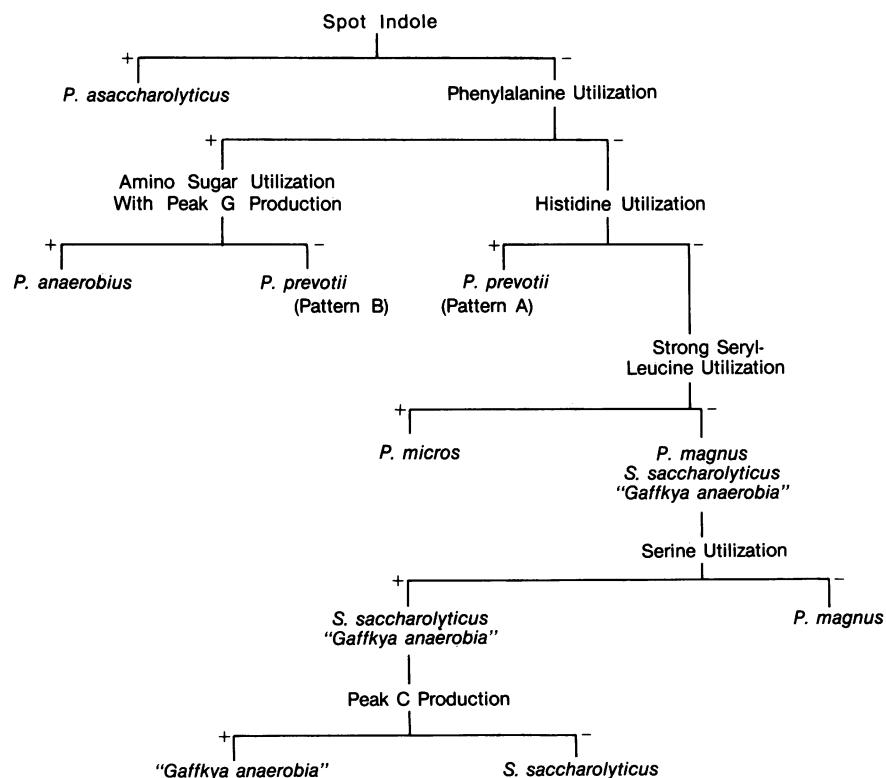 Spot Indole
+ −
P. asaccharolyticus
Phenylalanine Utilization
+ −
Amino Sugar Utilization
With Peak G Production
Histidine Utilization
+ −
+ −
P. anaerobius
P. prevotii
(Pattern B)
P. prevotii
(Pattern A)
Strong Seryl-
Leucine Utilization
+ −
P. micros
P. magnus
S. saccharolyticus
"Gaffkya anaerobia"
Serine Utilization
+ −
S. saccharolyticus
"Gaffkya anaerobia"
P. magnus
Peak C Production
+ −
"Gaffkya anaerobia"
S. saccharolyticus